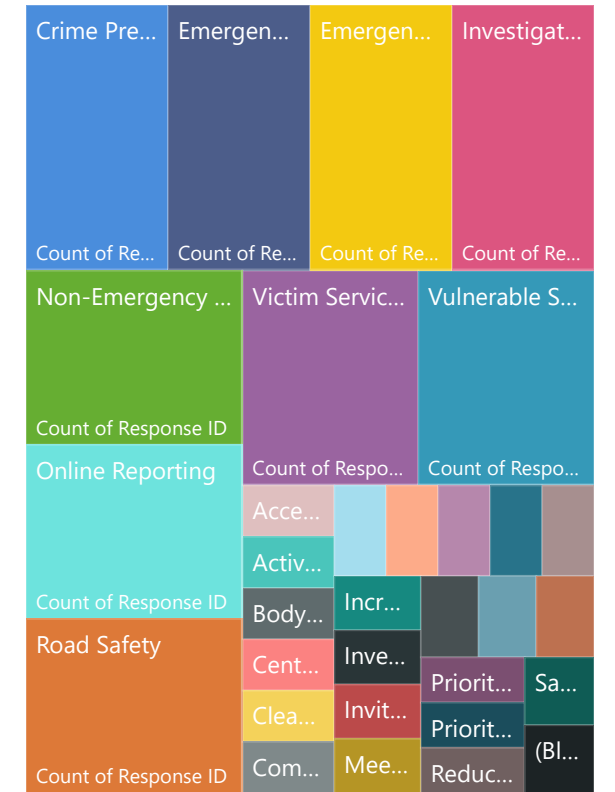 Crime Pre...
Emergen...
Emergen...
Investigat...
Count of Re...
Count of Re...
Count of Re...
Count of Re...
Non-Emergency ...
Victim Servic...
Vulnerable S...
Count of Response ID
Online Reporting
Count of Respo...
Count of Respo...
Acce...
Activ...
Count of Response ID
Body...
Incr...
Road Safety
Cent...
Inve...
Priorit...
Sa...
Clea...
Invit...
Priorit...
Com...
Mee...
Reduc...
(Bl...
Count of Response ID